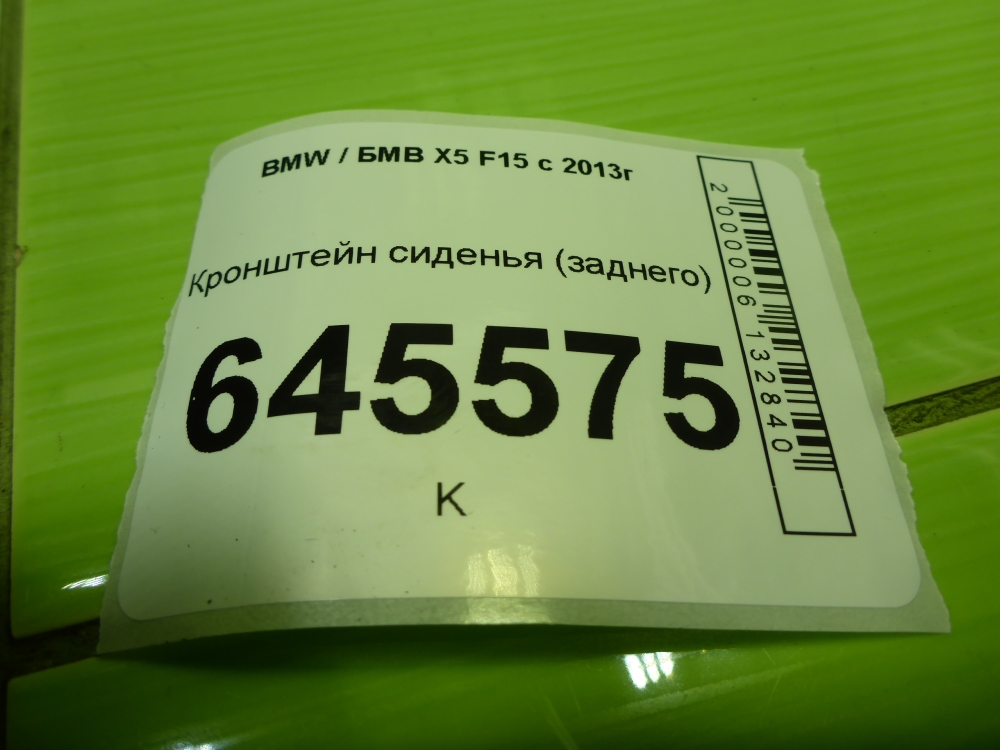 BMW / БМВ X5 F15 с 2013г
Кронштейн сиденья (заднего)
645575
К
2000006132840